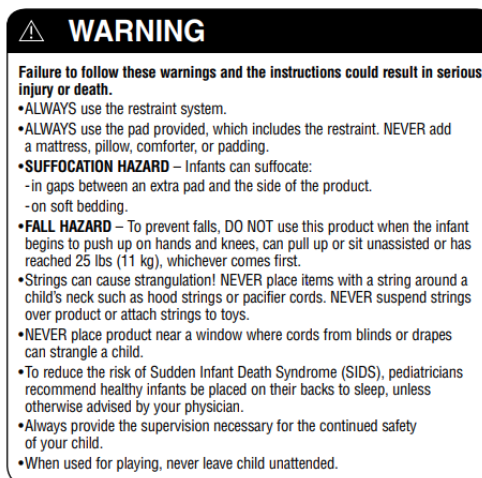 WARNING
Failure to follow these warnings and the instructions could result in serious
injury or death.
•ALWAYS use the restraint system.
•ALWAYS use the pad provided, which includes the restraint. NEVER add
a mattress, pillow, comforter, or padding.
•SUFFOCATION HAZARD – Infants can suffocate:
-in gaps between an extra pad and the side of the product.
-on soft bedding.
•FALL HAZARD – To prevent falls, DO NOT use this product when the infant
begins to push up on hands and knees, can pull up or sit unassisted or has
reached 25 lbs (11 kg), whichever comes first.
•Strings can cause strangulation! NEVER place items with a string around a
child's neck such as hood strings or pacifier cords. NEVER suspend strings
over product or attach strings to toys.
•NEVER place product near a window where cords from blinds or drapes
can strangle a child.
•To reduce the risk of Sudden Infant Death Syndrome (SIDS), pediatricians
recommend healthy infants be placed on their backs to sleep, unless
otherwise advised by your physician.
•Always provide the supervision necessary for the continued safety
of your child.
•When used for playing, never leave child unattended.